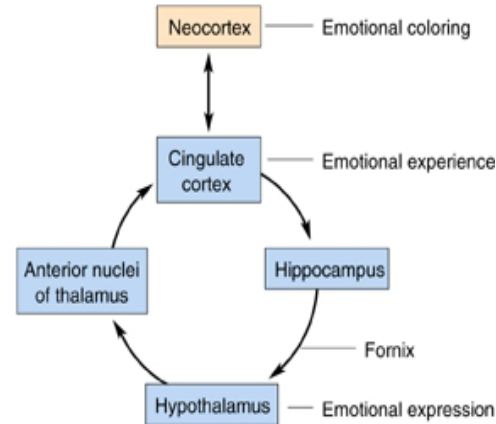 Neocortex
Emotional coloring
Cingulate
cortex
Emotional experience
Anterior nuclei
of thalamus
Hippocampus
Fornix
Hypothalamus
Emotional expression